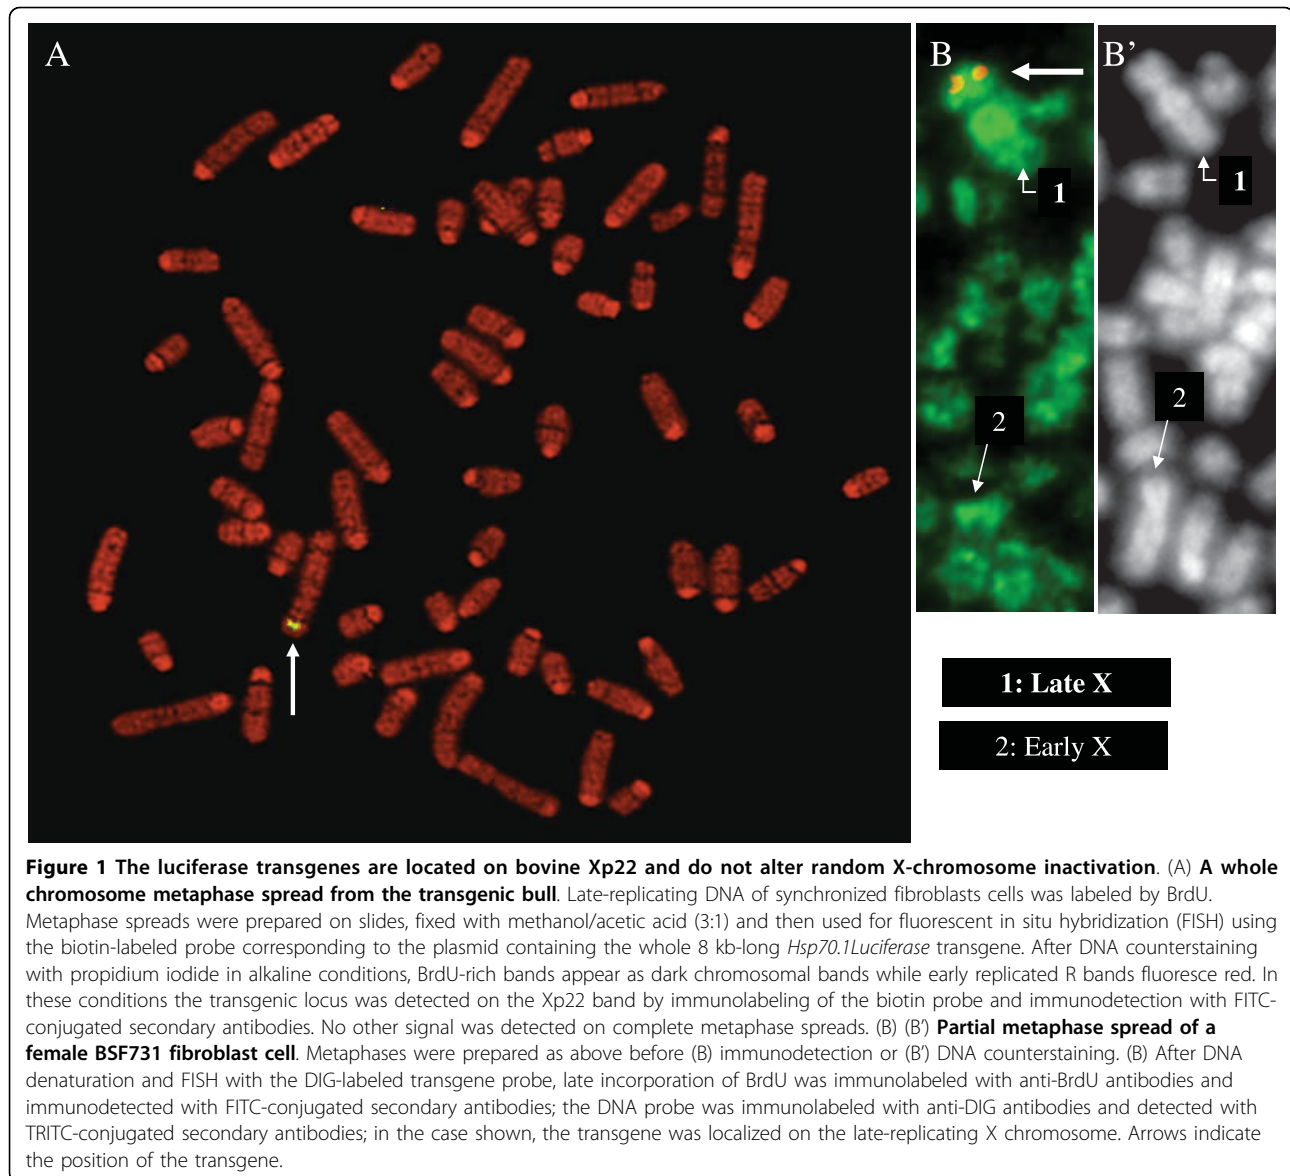 A
B
B’
1
1
2
2
1: Late X
2: Early X
Figure 1 The luciferase transgenes are located on bovine Xp22 and do not alter random X-chromosome inactivation. (A) A whole
chromosome metaphase spread from the transgenic bull. Late-replicating DNA of synchronized fibroblasts cells was labeled by BrdU.
Metaphase spreads were prepared on slides, fixed with methanol/acetic acid (3:1) and then used for fluorescent in situ hybridization (FISH) using
the biotin-labeled probe corresponding to the plasmid containing the whole 8 kb-long Hsp70.1Luciferase transgene. After DNA counterstaining
with propidium iodide in alkaline conditions, BrdU-rich bands appear as dark chromosomal bands while early replicated R bands fluoresce red. In
these conditions the transgenic locus was detected on the Xp22 band by immunolabeling of the biotin probe and immunodetection with FITC-
conjugated secondary antibodies. No other signal was detected on complete metaphase spreads. (B) (B’) Partial metaphase spread of a
female BSF731 fibroblast cell. Metaphases were prepared as above before (B) immunodetection or (B’) DNA counterstaining. (B) After DNA
denaturation and FISH with the DIG-labeled transgene probe, late incorporation of BrdU was immunolabeled with anti-BrdU antibodies and
immunodetected with FITC-conjugated secondary antibodies; the DNA probe was immunolabeled with anti-DIG antibodies and detected with
TRITC-conjugated secondary antibodies; in the case shown, the transgene was localized on the late-replicating X chromosome. Arrows indicate
the position of the transgene.